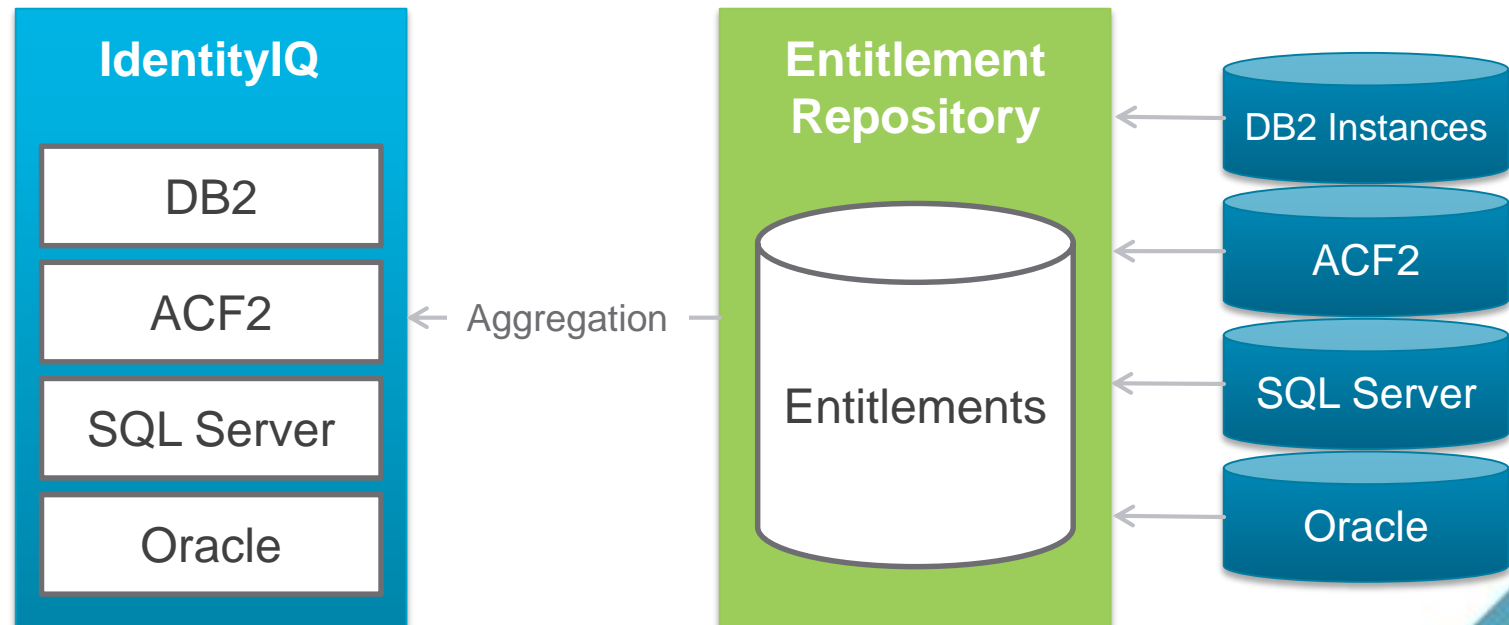 IdentityIQ
DB2
ACF2
SQL Server
Oracle
Aggregation
Entitlement
Repository
Entitlements
DB2 Instances
ACF2
SQL Server
Oracle